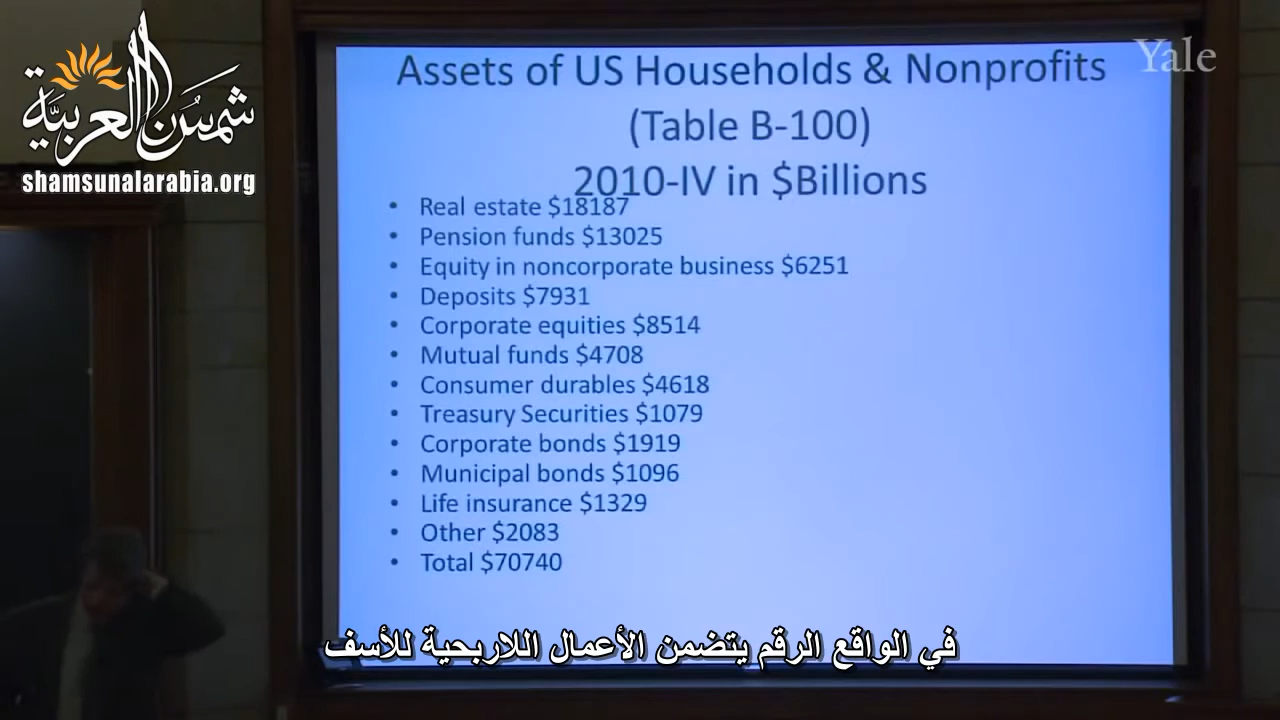 شمس العربية
shamsunalarabia.org
Yale
Assets of US Households & Nonprofits
(Table B-100)
2010-IV in $Billions
• Real estate $18187
• Pension funds $13025
• Equity in noncorporate business $6251
• Deposits $7931
• Corporate equities $8514
• Mutual funds $4708
• Consumer durables $4618
• Treasury Securities $1079
• Corporate bonds $1919
• Municipal bonds $1096
• Life insurance $1329
• Other $2083
• Total $70740
في الواقع الرقم يتضمن الأعمال اللاربحية للأسف